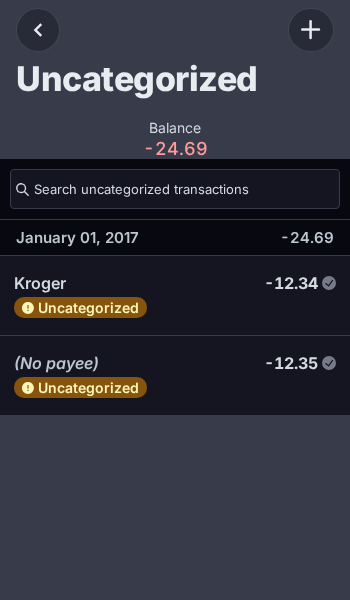 Uncategorized
Balance
-24.69
Search uncategorized transactions
January 01, 2017 -24.69
Kroger -12.34
Uncategorized
(No payee) -12.35
Uncategorized